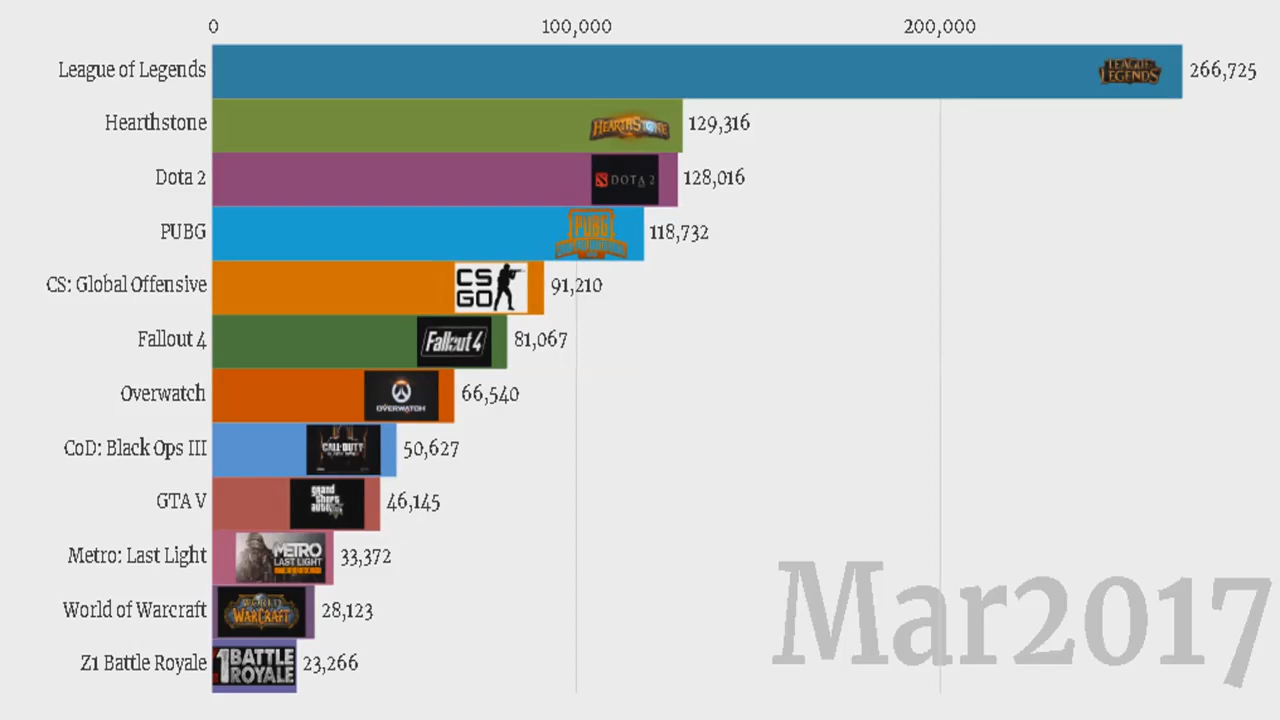 0 100,000 200,000
League of Legends LEAGUE LEGENDS 266,725
Hearthstone HEARTHSTONE 129,316
Dota 2 DOTA 2 128,016
PUBG PUBG 118,732
CS: Global Offensive CS GO 91,210
Fallout 4 Fallout 4 81,067
Overwatch OVERWATCH 66,540
CoD: Black Ops III CALL OF DUTY 50,627
GTA V grand theft auto 46,145
Metro: Last Light METRO LAST LIGHT 33,372
World of Warcraft WORLD WARCRAFT 28,123
Z1 Battle Royale 1 BATTLE ROYALE 23,266
Mar2017